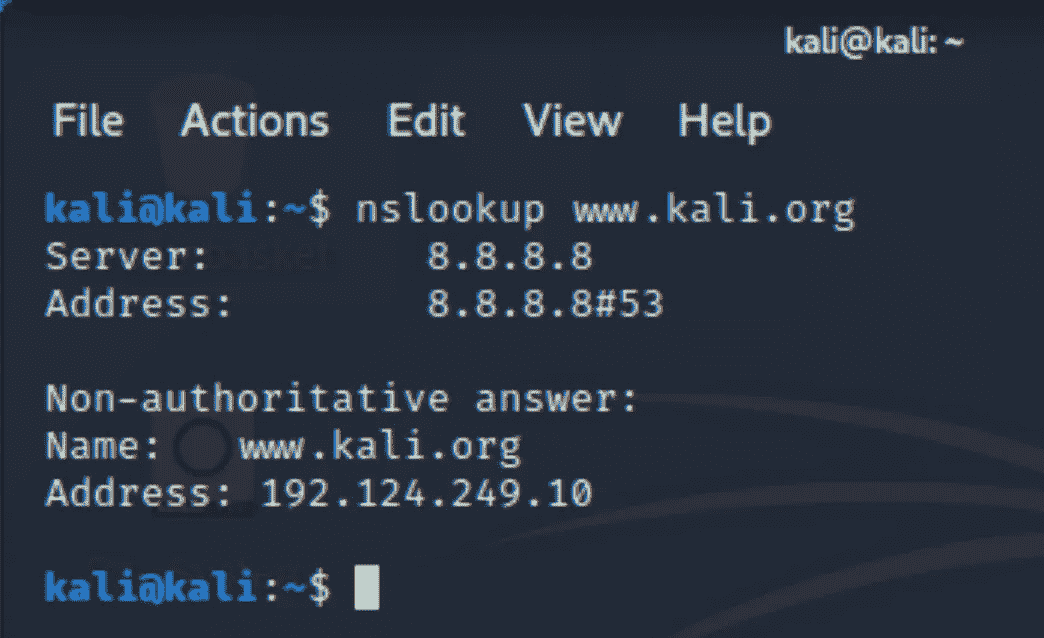 kali@kali: ~
File Actions Edit View Help
kali@kali:~$ nslookup www.kali.org
Server: 8.8.8.8
Address: 8.8.8.8#53
Non-authoritative answer:
Name: www.kali.org
Address: 192.124.249.10
kali@kali:~$